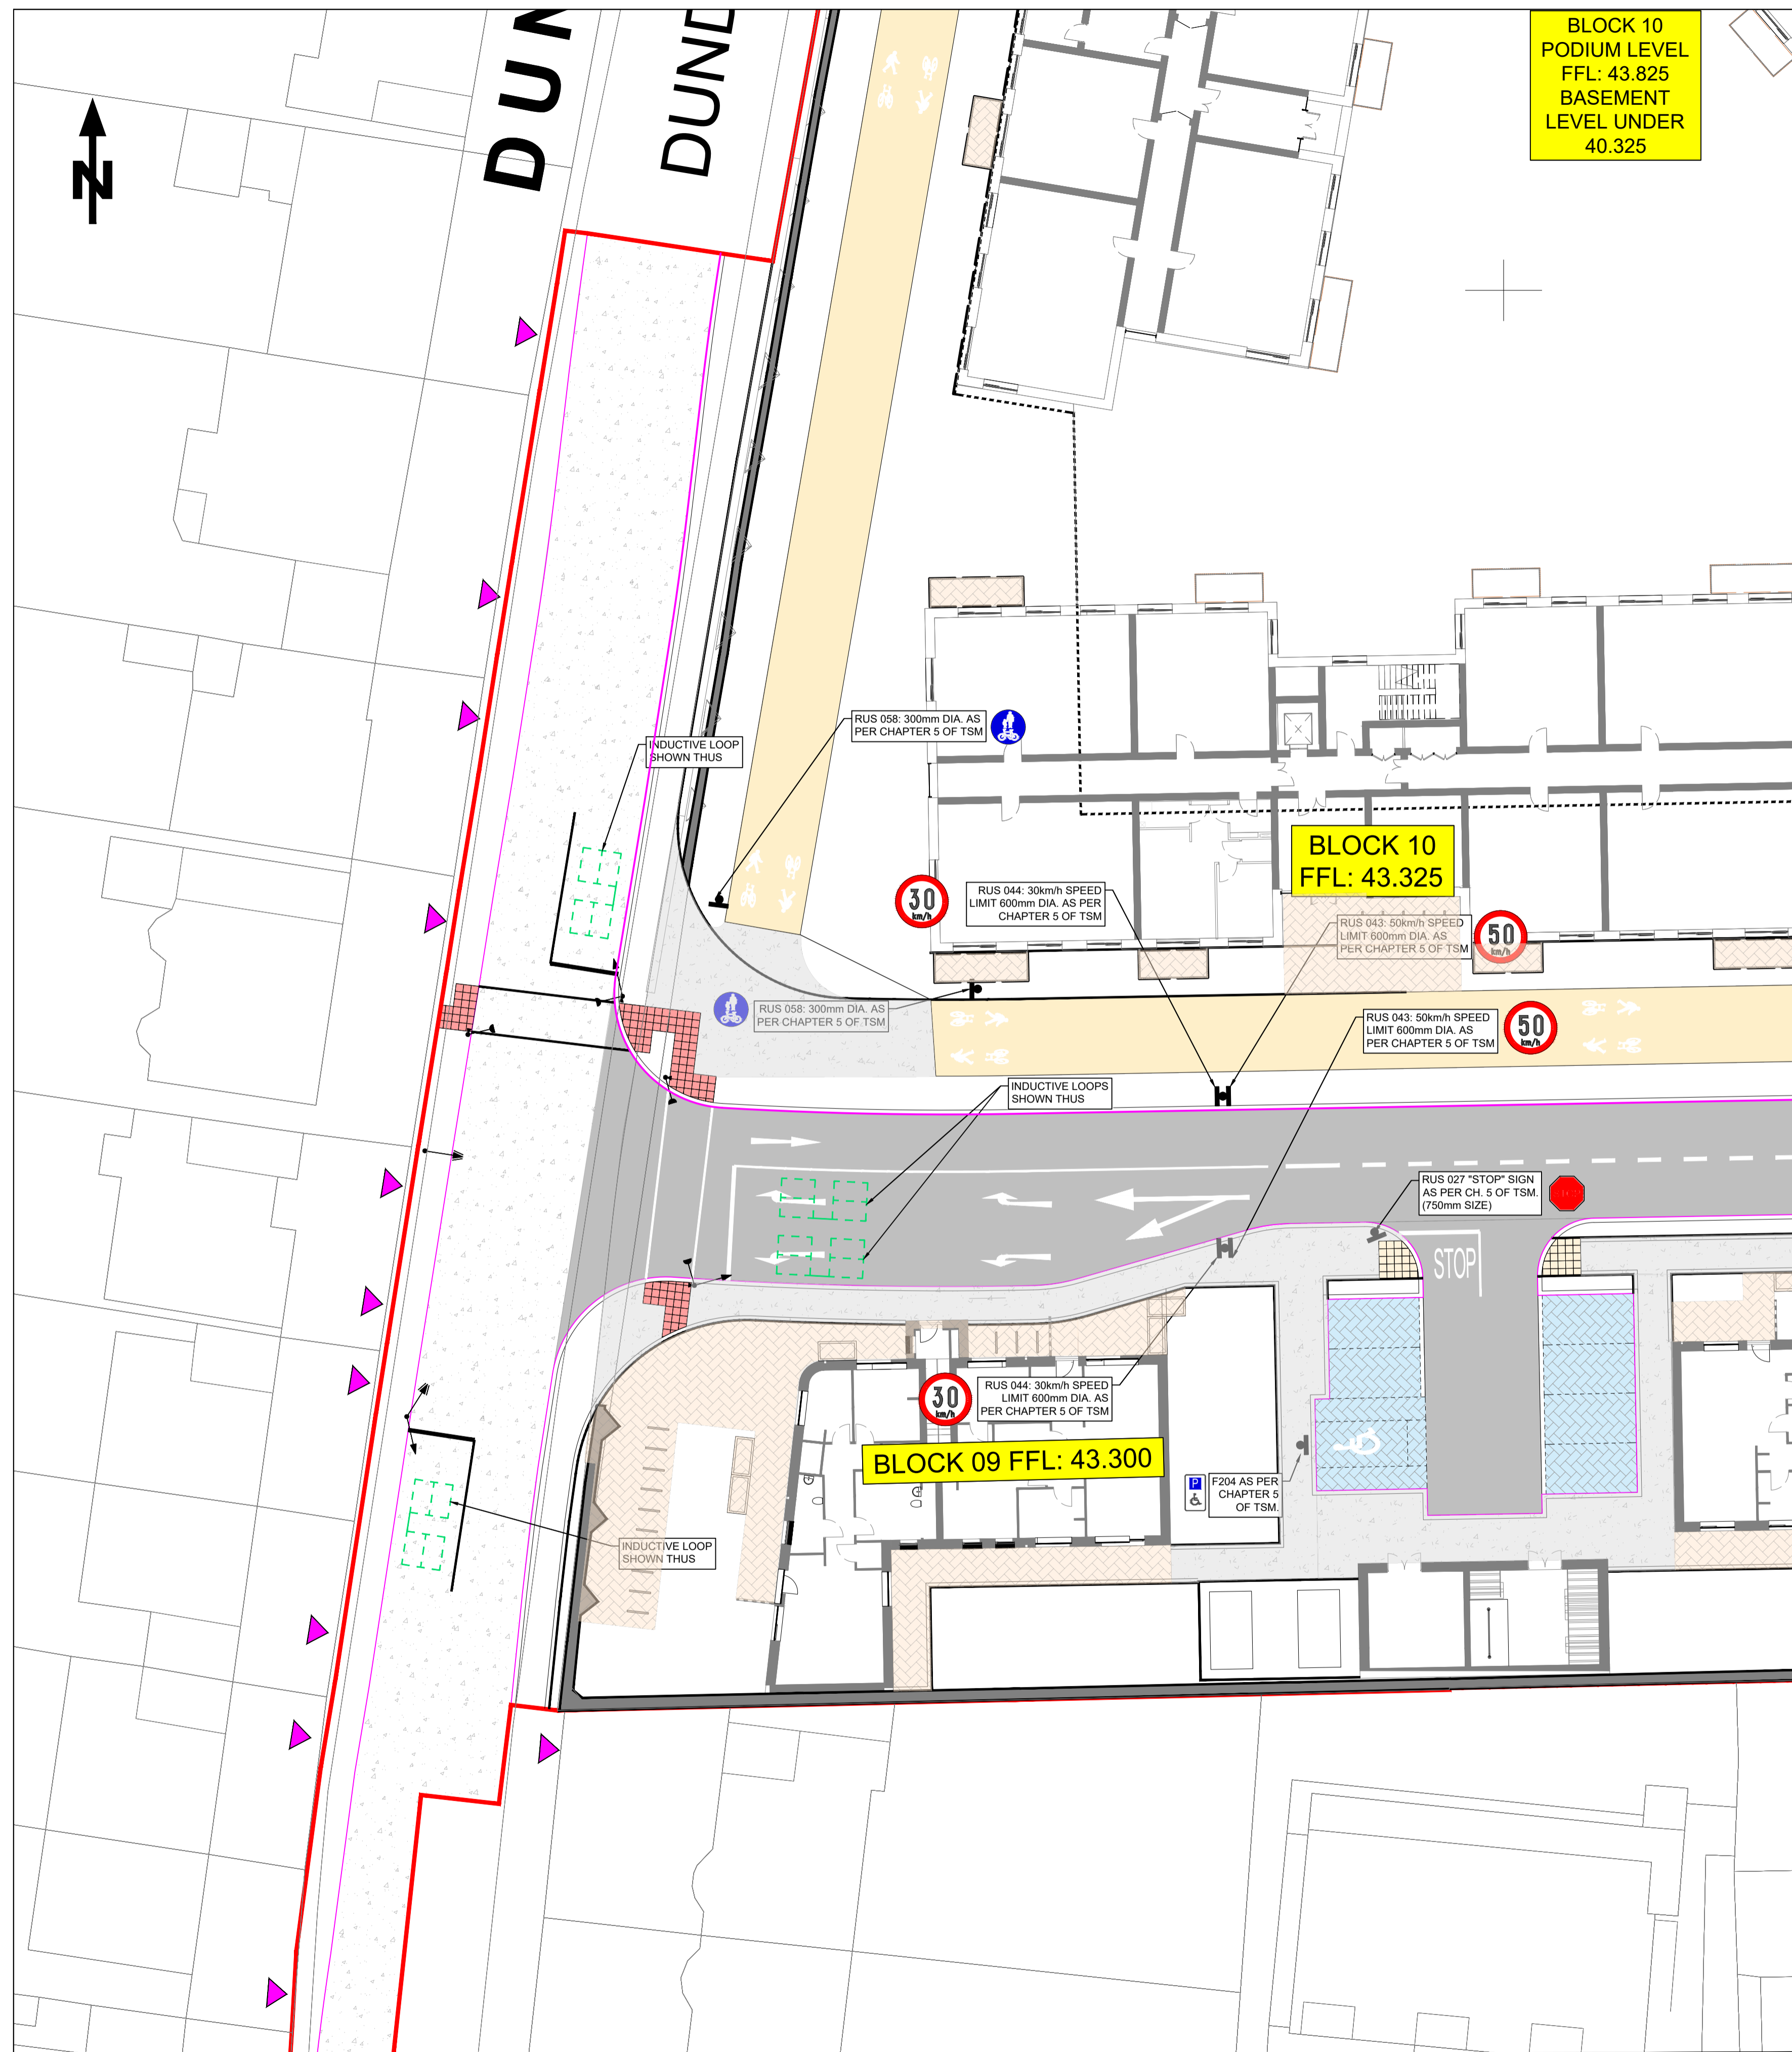 DUN
DUND
N
BLOCK 10
PODIUM LEVEL
FFL: 43.825
BASEMENT
LEVEL UNDER
40.325
RUS 058: 300mm DIA. AS
PER CHAPTER 5 OF TSM
INDUCTIVE LOOP
SHOWN THUS
BLOCK 10
FFL: 43.325
30
km/h
RUS 044: 30km/h SPEED
LIMIT 600mm DIA. AS PER
CHAPTER 5 OF TSM
RUS 043: 50km/h SPEED
LIMIT 600mm DIA. AS
PER CHAPTER 5 OF TSM
50
km/h
RUS 058: 300mm DIA. AS
PER CHAPTER 5 OF TSM
RUS 043: 50km/h SPEED
LIMIT 600mm DIA. AS
PER CHAPTER 5 OF TSM
50
km/h
INDUCTIVE LOOPS
SHOWN THUS
RUS 027 "STOP" SIGN
AS PER CH. 5 OF TSM.
(750mm SIZE)
STOP
30
km/h
RUS 044: 30km/h SPEED
LIMIT 600mm DIA. AS
PER CHAPTER 5 OF TSM
BLOCK 09 FFL: 43.300
P
F204 AS PER
CHAPTER 5
OF TSM.
INDUCTIVE LOOP
SHOWN THUS